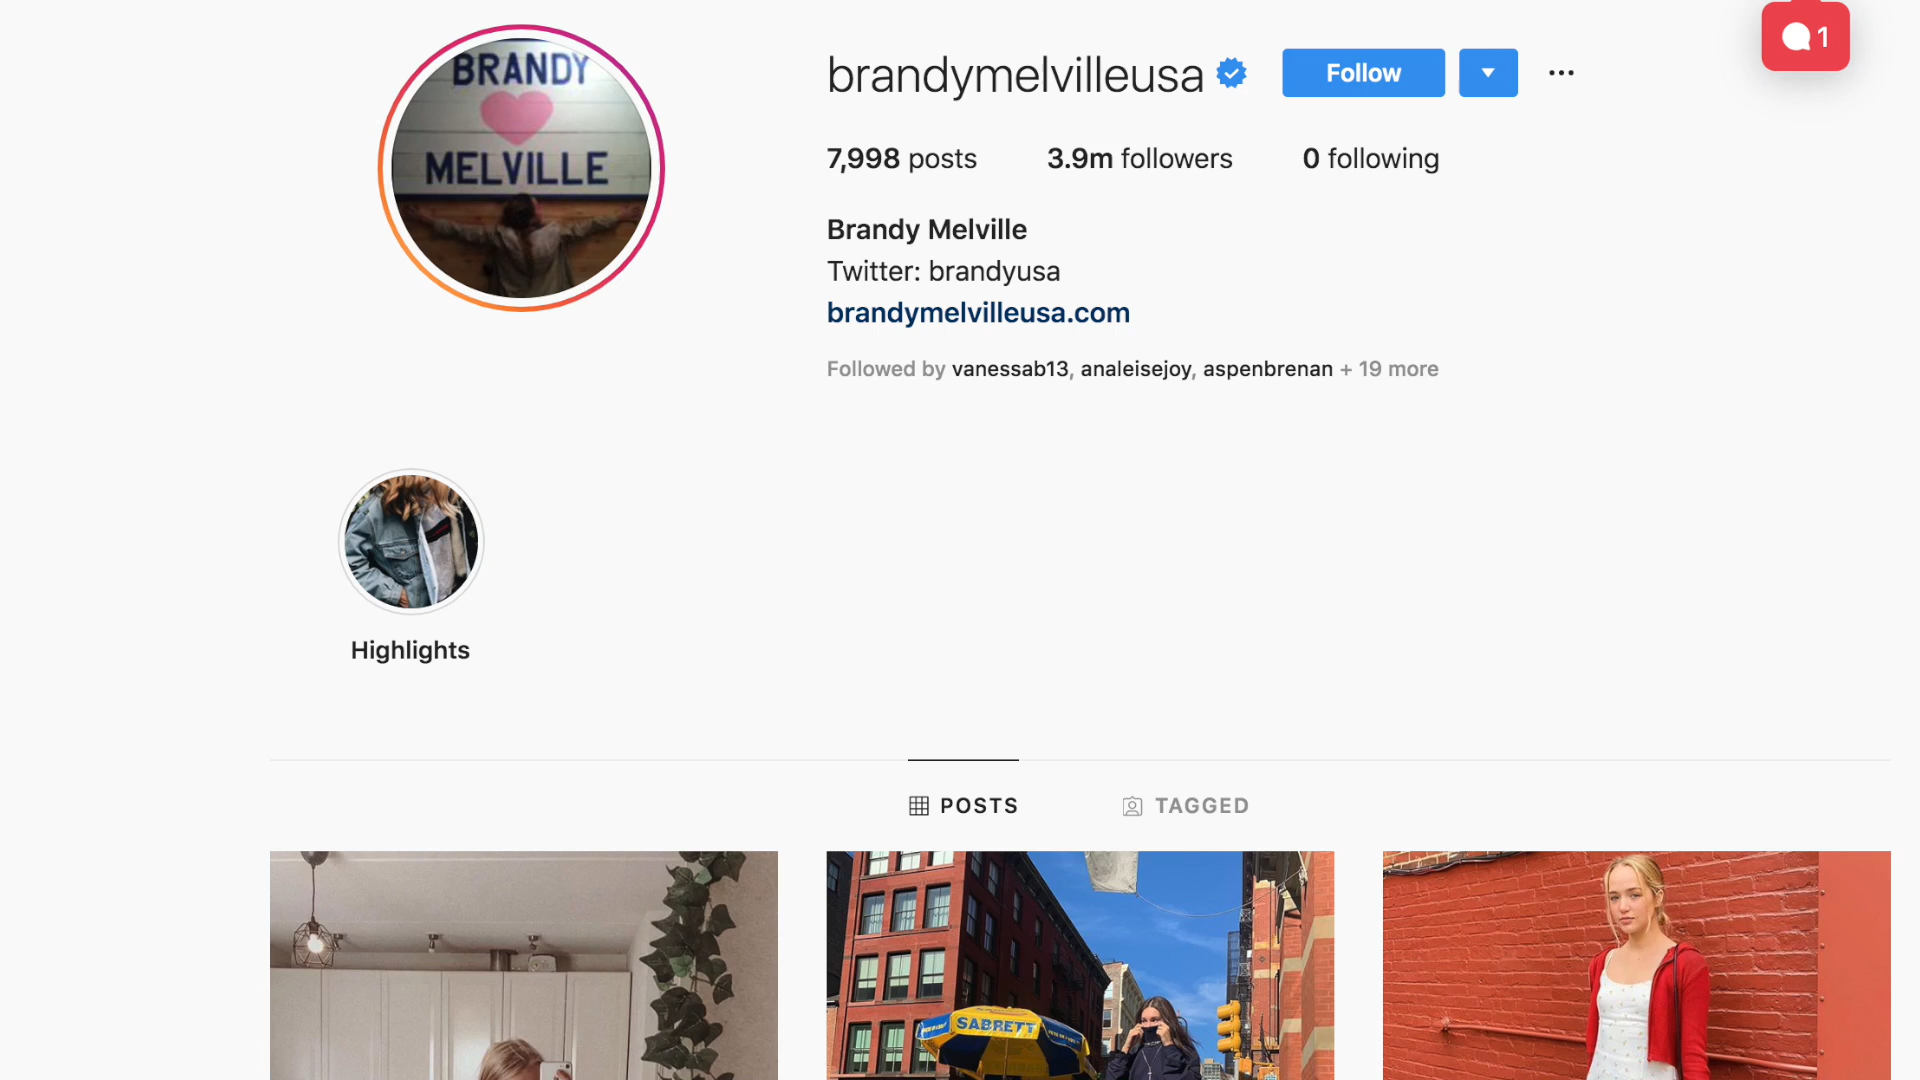 BRANDY
MELVILLE
brandymelvilleusa
Follow
1
7,998 posts
3.9m followers
0 following
Brandy Melville
Twitter: brandyusa
brandymelvilleusa.com
Followed by vanessab13, analeisejoy, aspenbrenan + 19 more
Highlights
POSTS
TAGGED
SABRETT